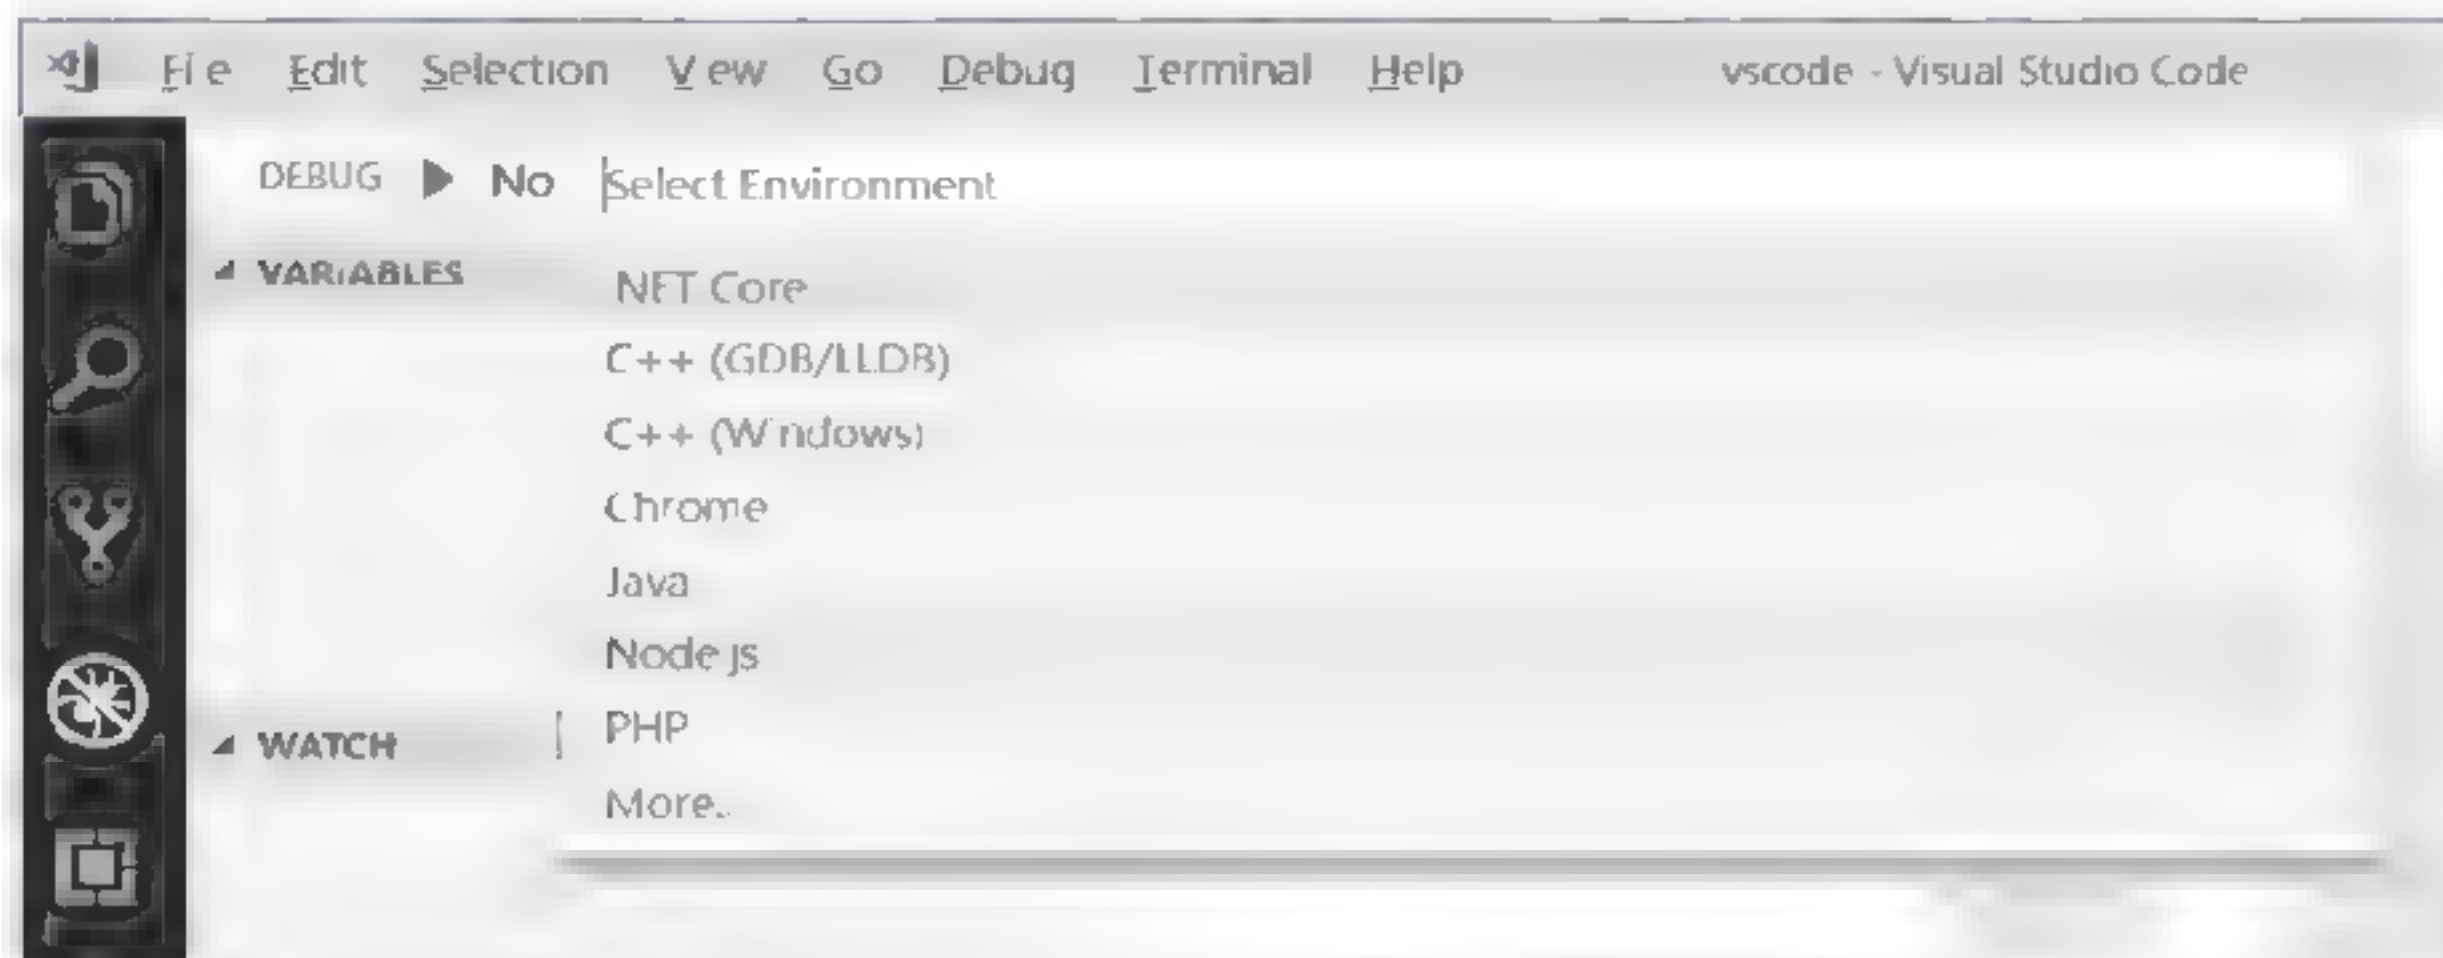 File Edit Selection View Go Debug Terminal Help vscode - Visual Studio Code
DEBUG No Select Environment
VARIABLES
.NET Core
C++ (GDB/LLDB)
C++ (Windows)
Chrome
Java
Node.js
PHP
WATCH
More...